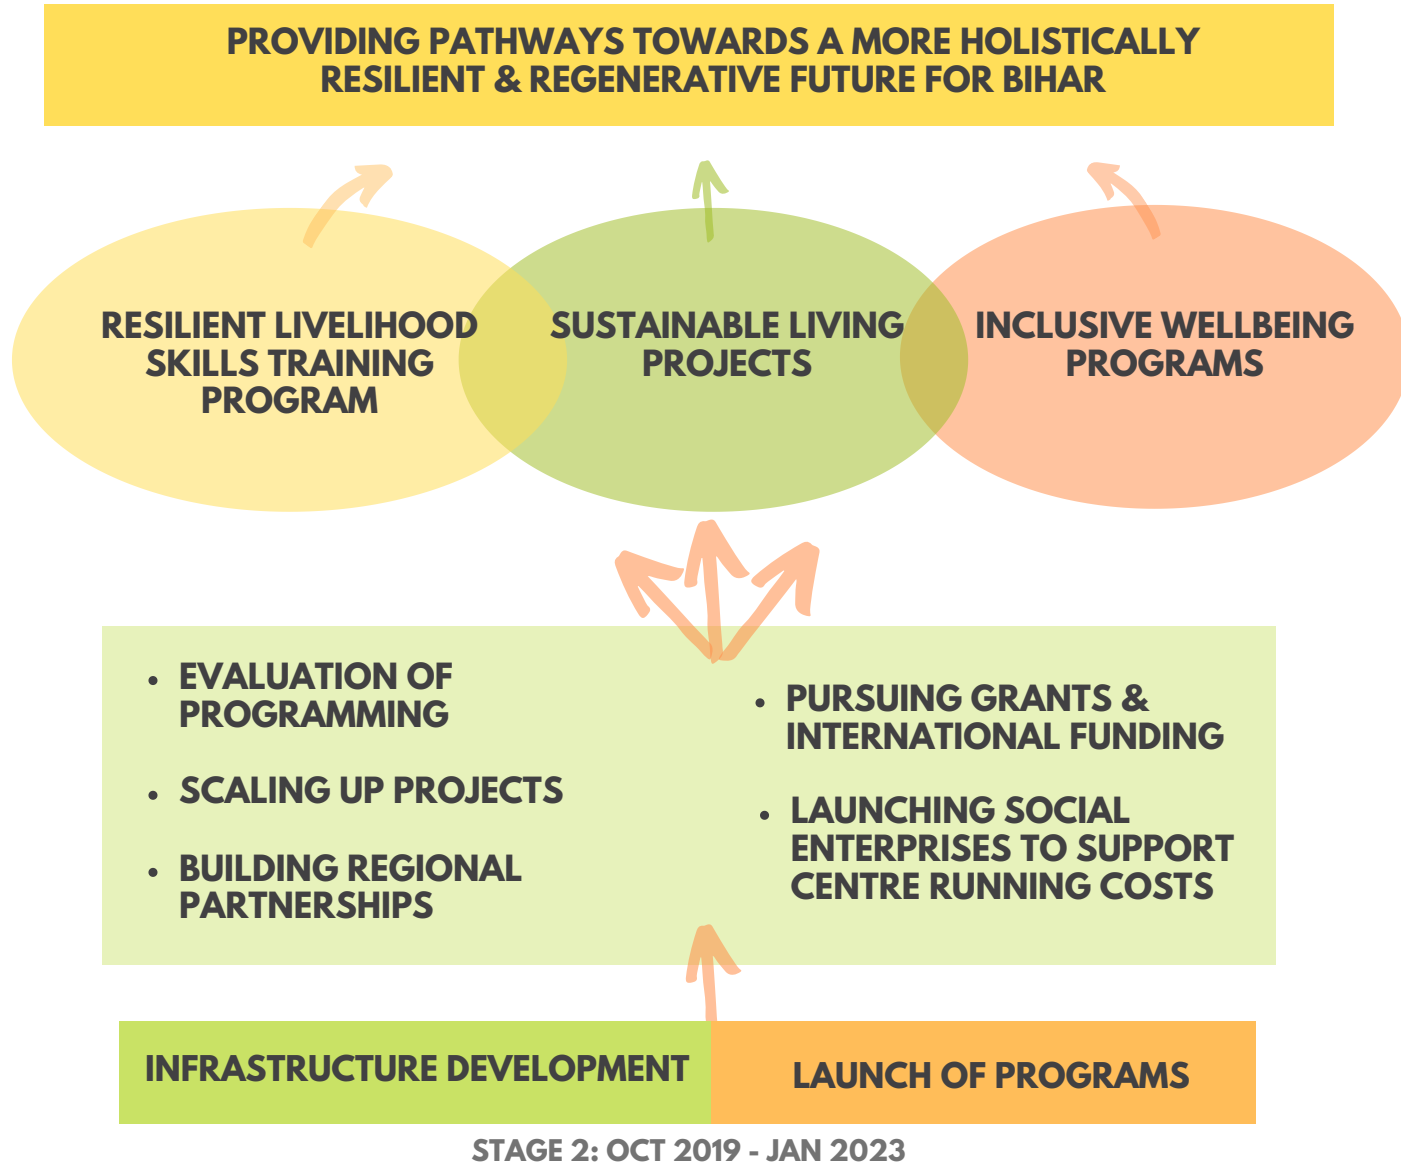 PROVIDING PATHWAYS TOWARDS A MORE HOLISTICALLY
RESILIENT & REGENERATIVE FUTURE FOR BIHAR
RESILIENT LIVELIHOOD
SKILLS TRAINING
PROGRAM
SUSTAINABLE LIVING
PROJECTS
INCLUSIVE WELLBEING
PROGRAMS
• EVALUATION OF
PROGRAMMING
• SCALING UP PROJECTS
• BUILDING REGIONAL
PARTNERSHIPS
• PURSUING GRANTS &
INTERNATIONAL FUNDING
• LAUNCHING SOCIAL
ENTERPRISES TO SUPPORT
CENTRE RUNNING COSTS
INFRASTRUCTURE DEVELOPMENT
LAUNCH OF PROGRAMS
STAGE 2: OCT 2019 - JAN 2023